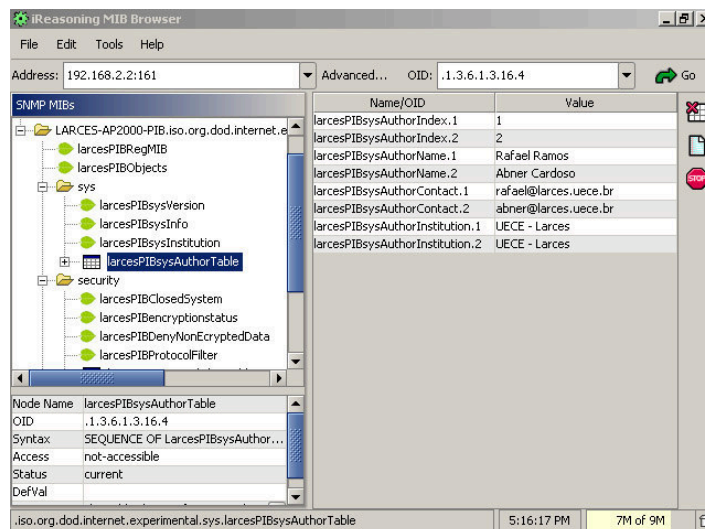 iReasoning MIB Browser
File Edit Tools Help
Address: 192.168.2.2:161 Advanced... OID: .1.3.6.1.3.16.4 Go
SNMP MIBs
LARCES-AP2000-PIB.iso.org.dod.internet.e
larcesPIBRegMIB
larcesPIBObjects
sys
larcesPIBsysVersion
larcesPIBsysInfo
larcesPIBsysInstitution
larcesPIBsysAuthorTable
security
larcesPIBClosedSystem
larcesPIBencryptionstatus
larcesPIBDenyNonEcryptedData
larcesPIBProtocolFilter
Name/OID Value
larcesPIBsysAuthorIndex.1 1
larcesPIBsysAuthorIndex.2 2
larcesPIBsysAuthorName.1 Rafael Ramos
larcesPIBsysAuthorName.2 Abner Cardoso
larcesPIBsysAuthorContact.1 rafael@larces.uece.br
larcesPIBsysAuthorContact.2 abner@larces.uece.br
larcesPIBsysAuthorInstitution.1 UECE - Larces
larcesPIBsysAuthorInstitution.2 UECE - Larces
STOP
Node Name larcesPIBsysAuthorTable
OID .1.3.6.1.3.16.4
Syntax SEQUENCE OF LarcesPIBsysAuthor...
Access not-accessible
Status current
DefVal
.iso.org.dod.internet.experimental.sys.larcesPIBsysAuthorTable 5:16:17 PM 7M of 9M